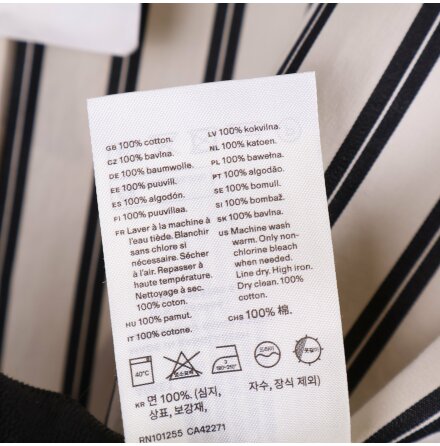 GB 100% cotton.
CZ 100% bavlna.
DE 100% baumwolle.
EE 100% puuvill.
ES 100% algodón.
FI 100% puuvillaa.
FR Laver à la machine à
l'eau tiède. Blanchir
sans chlore si
nécessaire. Sécher
à l'air. Repasser à
haute température.
Nettoyage à sec.
100% coton.
HU 100% pamut.
IT 100% cotone.
LV 100% kokvilna.
NL 100% katoen.
PL 100% bawełna.
PT 100% algodão.
SE 100% bomull.
SI 100% bombaž.
SK 100% bavlna.
US Machine wash
warm. Only non-
chlorine bleach
when needed.
Line dry. High iron.
Dry clean. 100%
cotton.
CHS 100% 棉.
40℃
KR 면 100%. (심지, 자수, 장식 제외)
상표, 보강재,
RN101255 CA42271